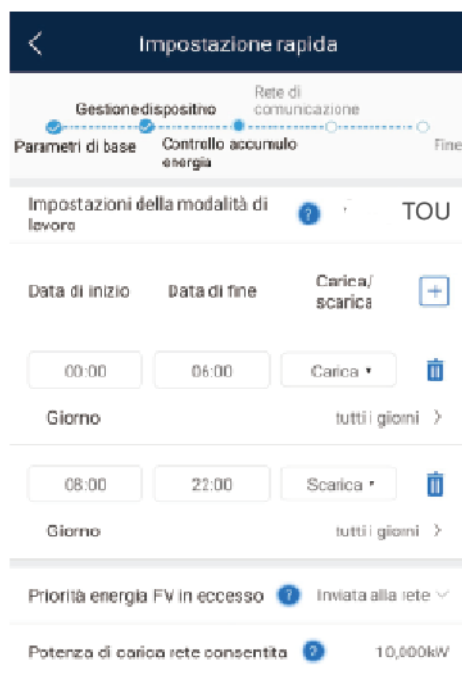 Impostazione rapida
Gestione dispositivo
Rete di comunicazione
Parametri di base
Controllo accumulo energia
Fine
Impostazioni della modalità di lavoro
TOU
Data di inizio
Data di fine
Carica/ scarica
00:00
06:00
Carica
Giorno
tutti i giorni
08:00
22:00
Scarica
Giorno
tutti i giorni
Priorità energia FV in eccesso
Inviata alla rete
Potenza di carica rete consentita
10,000kW